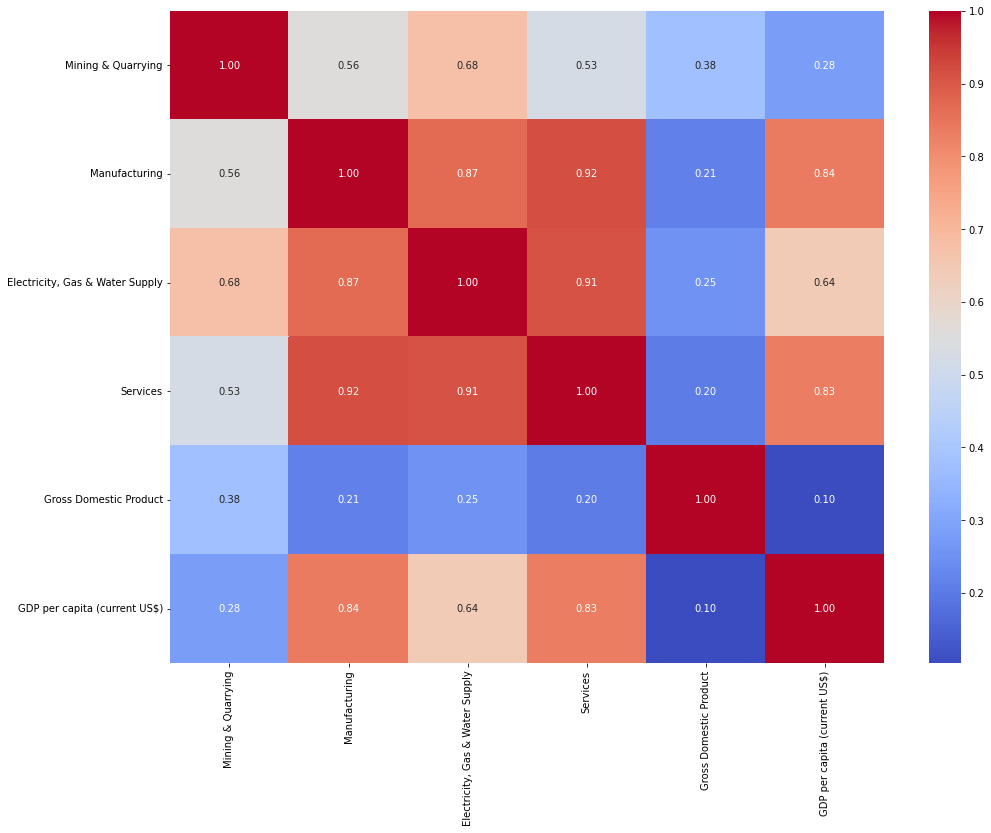 Mining & Quarrying 1.00 0.56 0.68 0.53 0.38 0.28
Manufacturing 0.56 1.00 0.87 0.92 0.21 0.84
Electricity, Gas & Water Supply 0.68 0.87 1.00 0.91 0.25 0.64
Services 0.53 0.92 0.91 1.00 0.20 0.83
Gross Domestic Product 0.38 0.21 0.25 0.20 1.00 0.10
GDP per capita (current US$) 0.28 0.84 0.64 0.83 0.10 1.00
Mining & Quarrying
Manufacturing
Electricity, Gas & Water Supply
Services
Gross Domestic Product
GDP per capita (current US$)
1.0
0.9
0.8
0.7
0.6
0.5
0.4
0.3
0.2